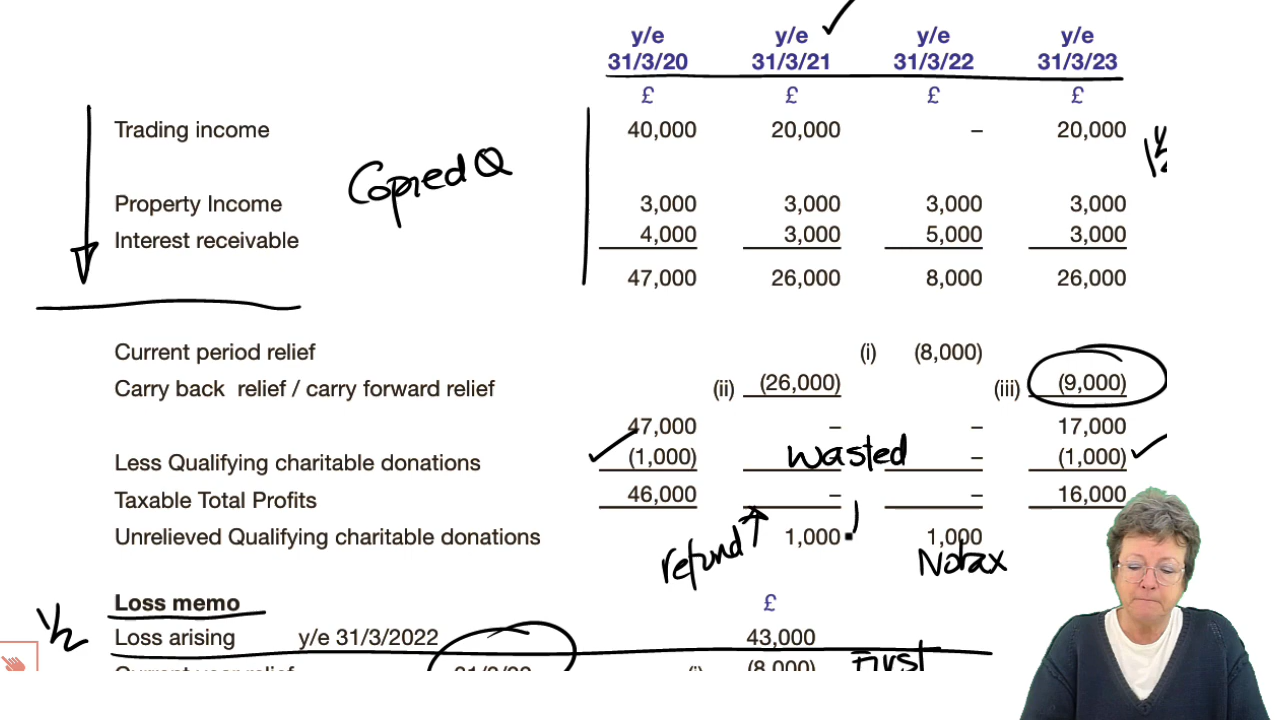 y/e y/e y/e y/e
31/3/20 31/3/21 31/3/22 31/3/23
£ £ £ £
Trading income 40,000 20,000 – 20,000
Copied Q
Property Income 3,000 3,000 3,000 3,000
Interest receivable 4,000 3,000 5,000 3,000
47,000 26,000 8,000 26,000
Current period relief (i) (8,000)
Carry back relief / carry forward relief (ii) (26,000) (iii) (9,000)
47,000 – – 17,000
Less Qualifying charitable donations (1,000) wasted – (1,000)
Taxable Total Profits 46,000 – – 16,000
Unrelieved Qualifying charitable donations 1,000 1,000
refund No tax
Loss memo £
1/2 Loss arising y/e 31/3/2022 43,000
(i) (8,000) First